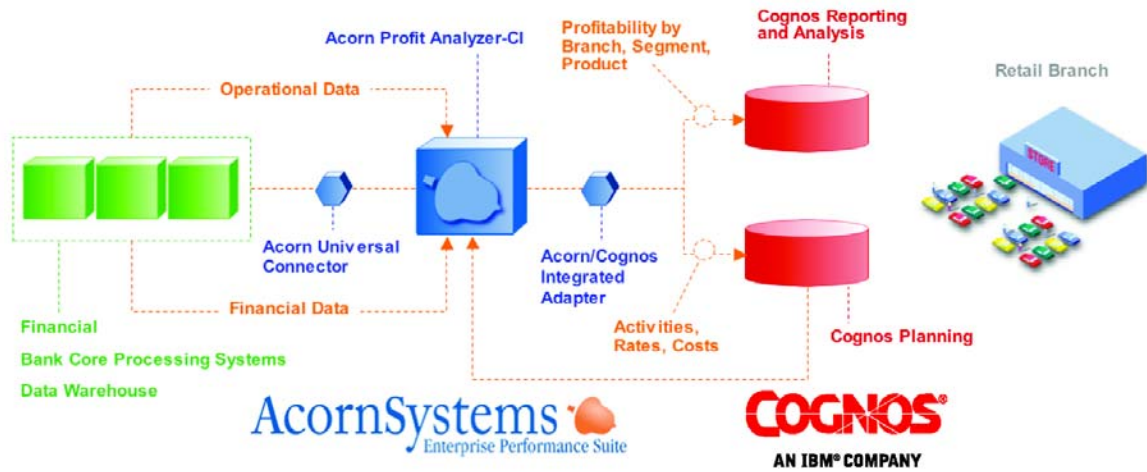 Acorn Profit Analyzer-CI
Profitability by
Branch, Segment,
Product
Cognos Reporting
and Analysis
Retail Branch
Operational Data
STORE
Acorn Universal
Connector
Acorn/Cognos
Integrated
Adapter
Financial Data
Activities,
Rates, Costs
Cognos Planning
Financial
Bank Core Processing Systems
Data Warehouse
AcornSystems
Enterprise Performance Suite
COGNOS®
AN IBM® COMPANY